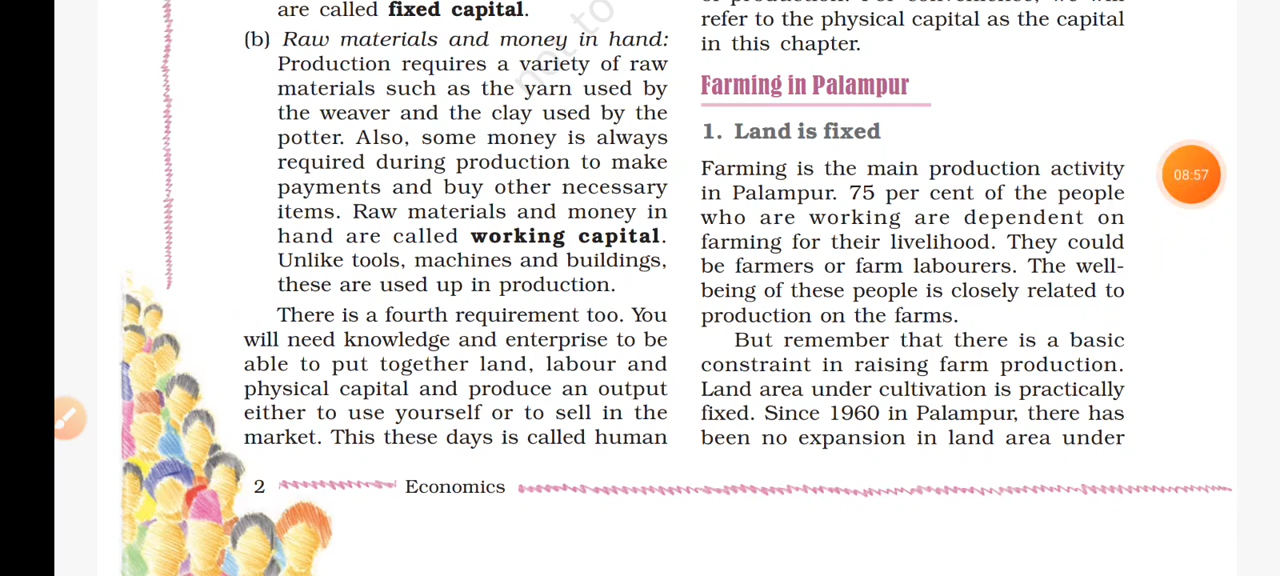 are called fixed capital.
(b) Raw materials and money in hand:
Production requires a variety of raw
materials such as the yarn used by
the weaver and the clay used by the
potter. Also, some money is always
required during production to make
payments and buy other necessary
items. Raw materials and money in
hand are called working capital.
Unlike tools, machines and buildings,
these are used up in production.
There is a fourth requirement too. You
will need knowledge and enterprise to be
able to put together land, labour and
physical capital and produce an output
either to use yourself or to sell in the
market. This these days is called human
refer to the physical capital as the capital
in this chapter.
Farming in Palampur
1. Land is fixed
Farming is the main production activity
in Palampur. 75 per cent of the people
who are working are dependent on
farming for their livelihood. They could
be farmers or farm labourers. The well-
being of these people is closely related to
production on the farms.
But remember that there is a basic
constraint in raising farm production.
Land area under cultivation is practically
fixed. Since 1960 in Palampur, there has
been no expansion in land area under
08:57
2 Economics
not to